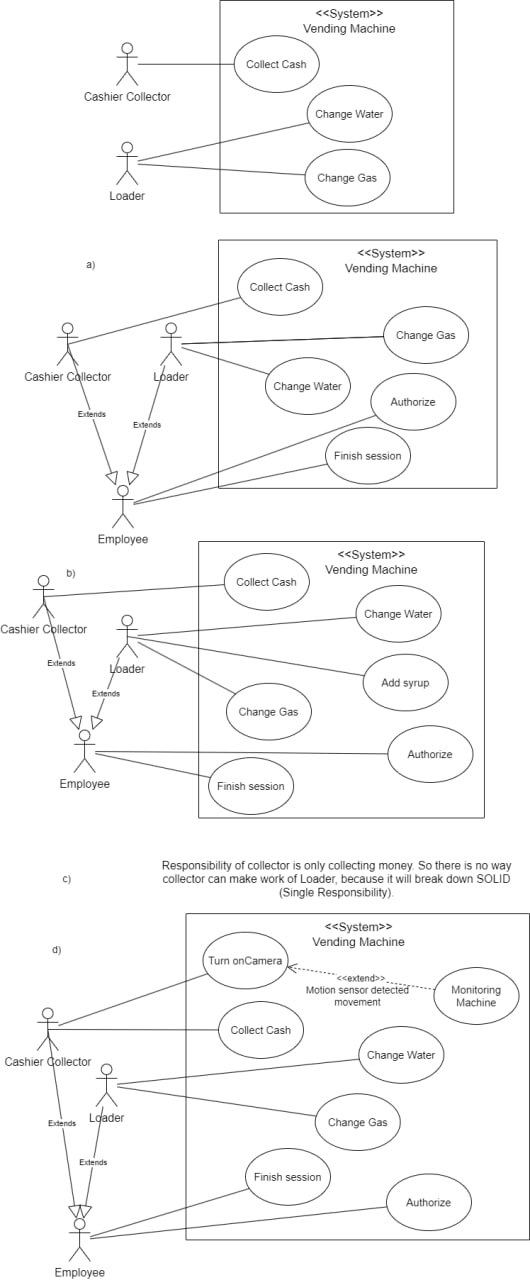 <<System>>
Vending Machine
Collect Cash
Cashier Collector
Change Water
Change Gas
Loader
a)
<<System>>
Vending Machine
Collect Cash
Change Gas
Cashier Collector
Loader
Change Water
Authorize
Extends
Extends
Finish session
Employee
b)
<<System>>
Vending Machine
Collect Cash
Change Water
Cashier Collector
Extends
Loader
Add syrup
Extends
Change Gas
Authorize
Employee
Finish session
c)
Responsibility of collector is only collecting money. So there is no way
collector can make work of Loader, because it will break down SOLID
(Single Responsibility).
d)
<<System>>
Vending Machine
Turn onCamera
<<extend>>
Motion sensor detected
movement
Monitoring
Machine
Collect Cash
Cashier Collector
Change Water
Loader
Extends
Change Gas
Extends
Finish session
Authorize
Employee